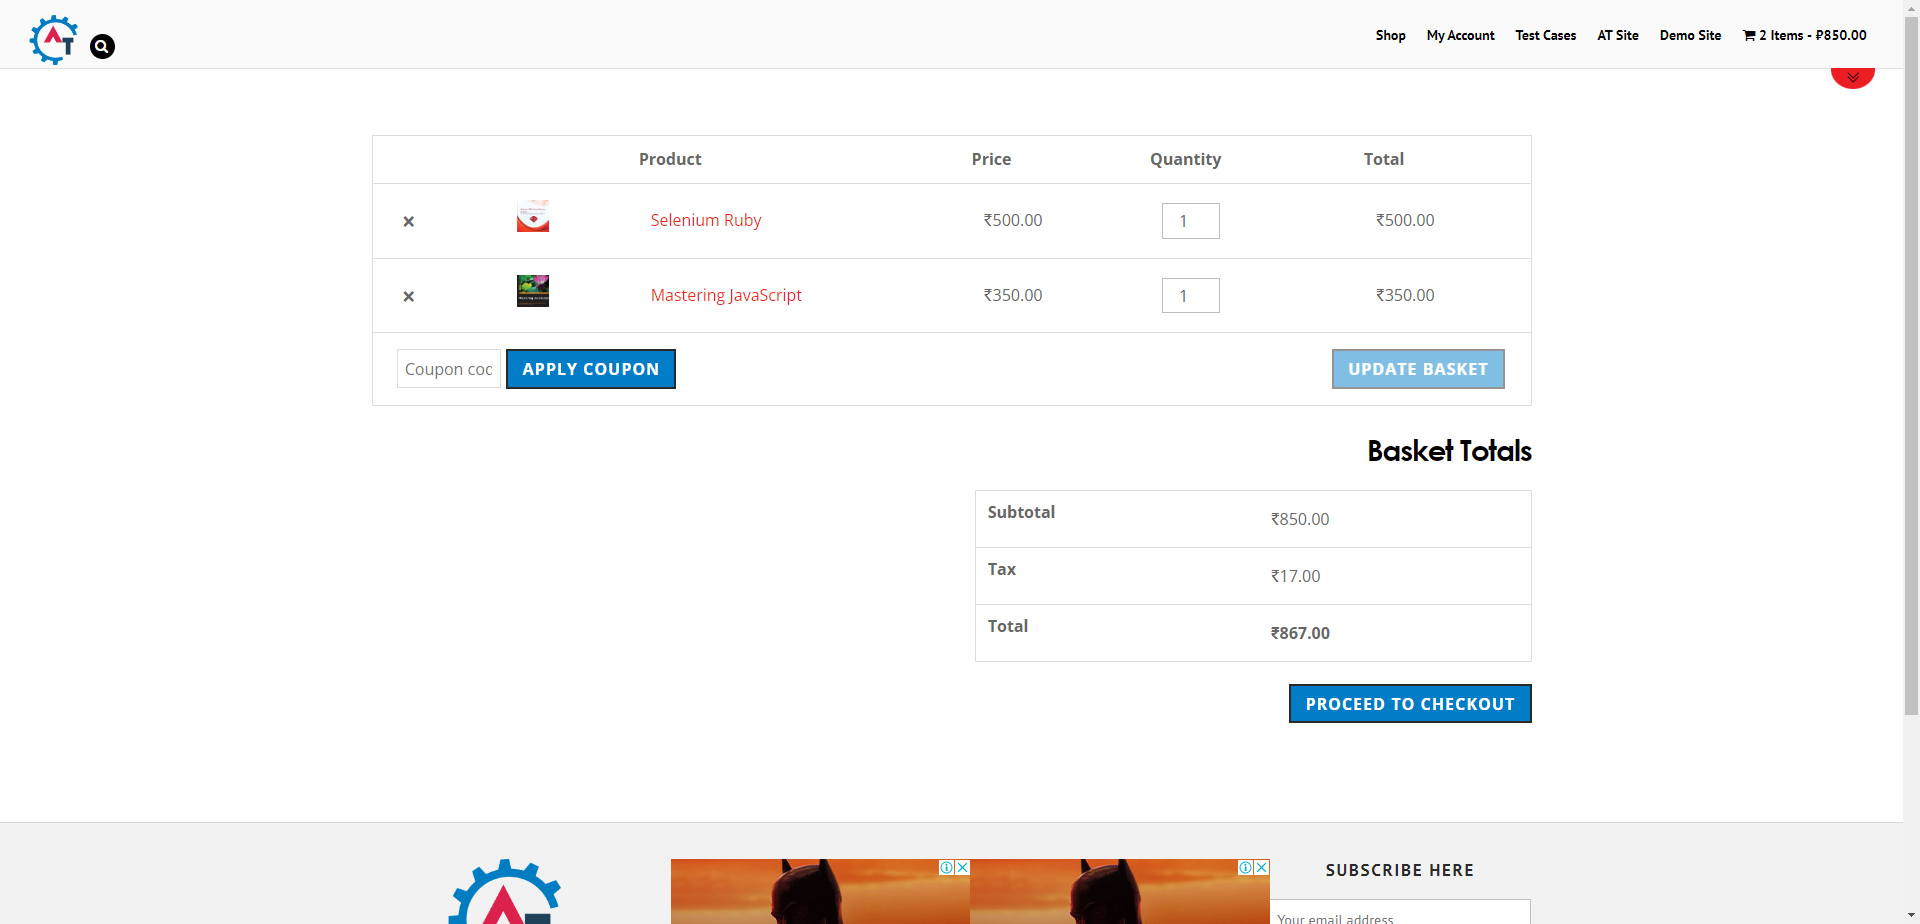 AT
Shop My Account Test Cases AT Site Demo Site 2 Items - ₽850.00
Product Price Quantity Total
× Selenium Ruby ₹500.00 1 ₹500.00
× Mastering JavaScript ₹350.00 1 ₹350.00
Coupon coc APPLY COUPON UPDATE BASKET
Basket Totals
Subtotal ₹850.00
Tax ₹17.00
Total ₹867.00
PROCEED TO CHECKOUT
AT
SUBSCRIBE HERE
Your email address